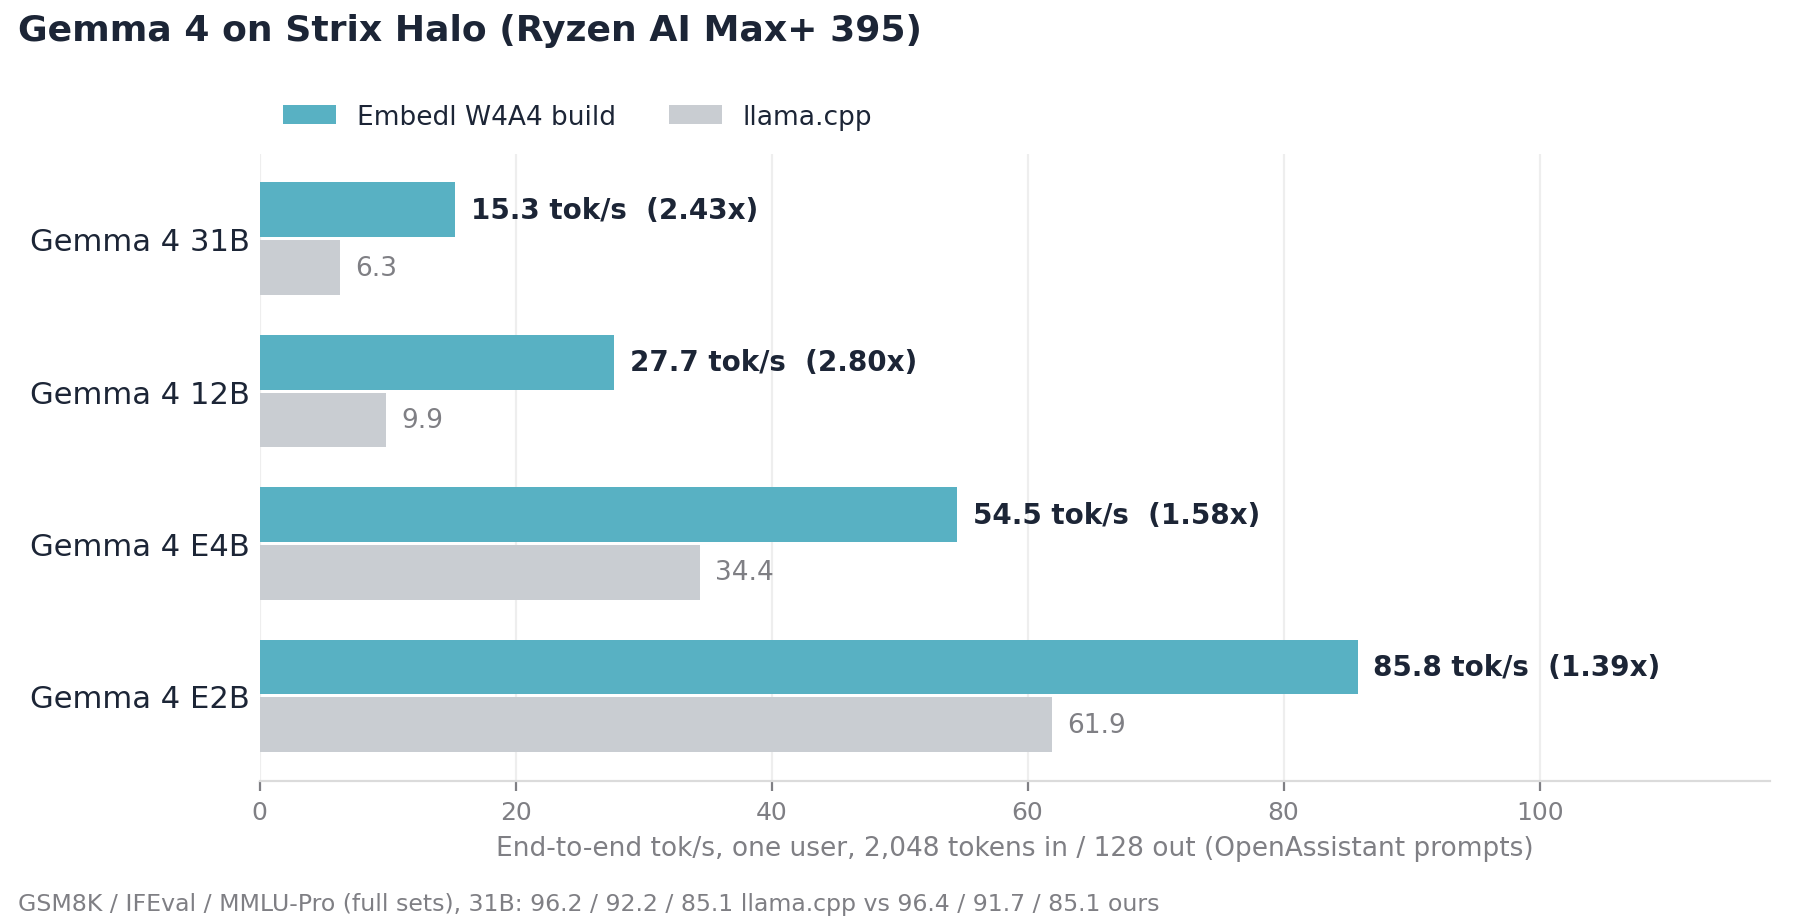 Gemma 4 on Strix Halo (Ryzen AI Max+ 395)
Embedl W4A4 build
llama.cpp
Gemma 4 31B
15.3 tok/s (2.43x)
6.3
Gemma 4 12B
27.7 tok/s (2.80x)
9.9
Gemma 4 E4B
54.5 tok/s (1.58x)
34.4
Gemma 4 E2B
85.8 tok/s (1.39x)
61.9
0 20 40 60 80 100
End-to-end tok/s, one user, 2,048 tokens in / 128 out (OpenAssistant prompts)
GSM8K / IFEval / MMLU-Pro (full sets), 31B: 96.2 / 92.2 / 85.1 llama.cpp vs 96.4 / 91.7 / 85.1 ours